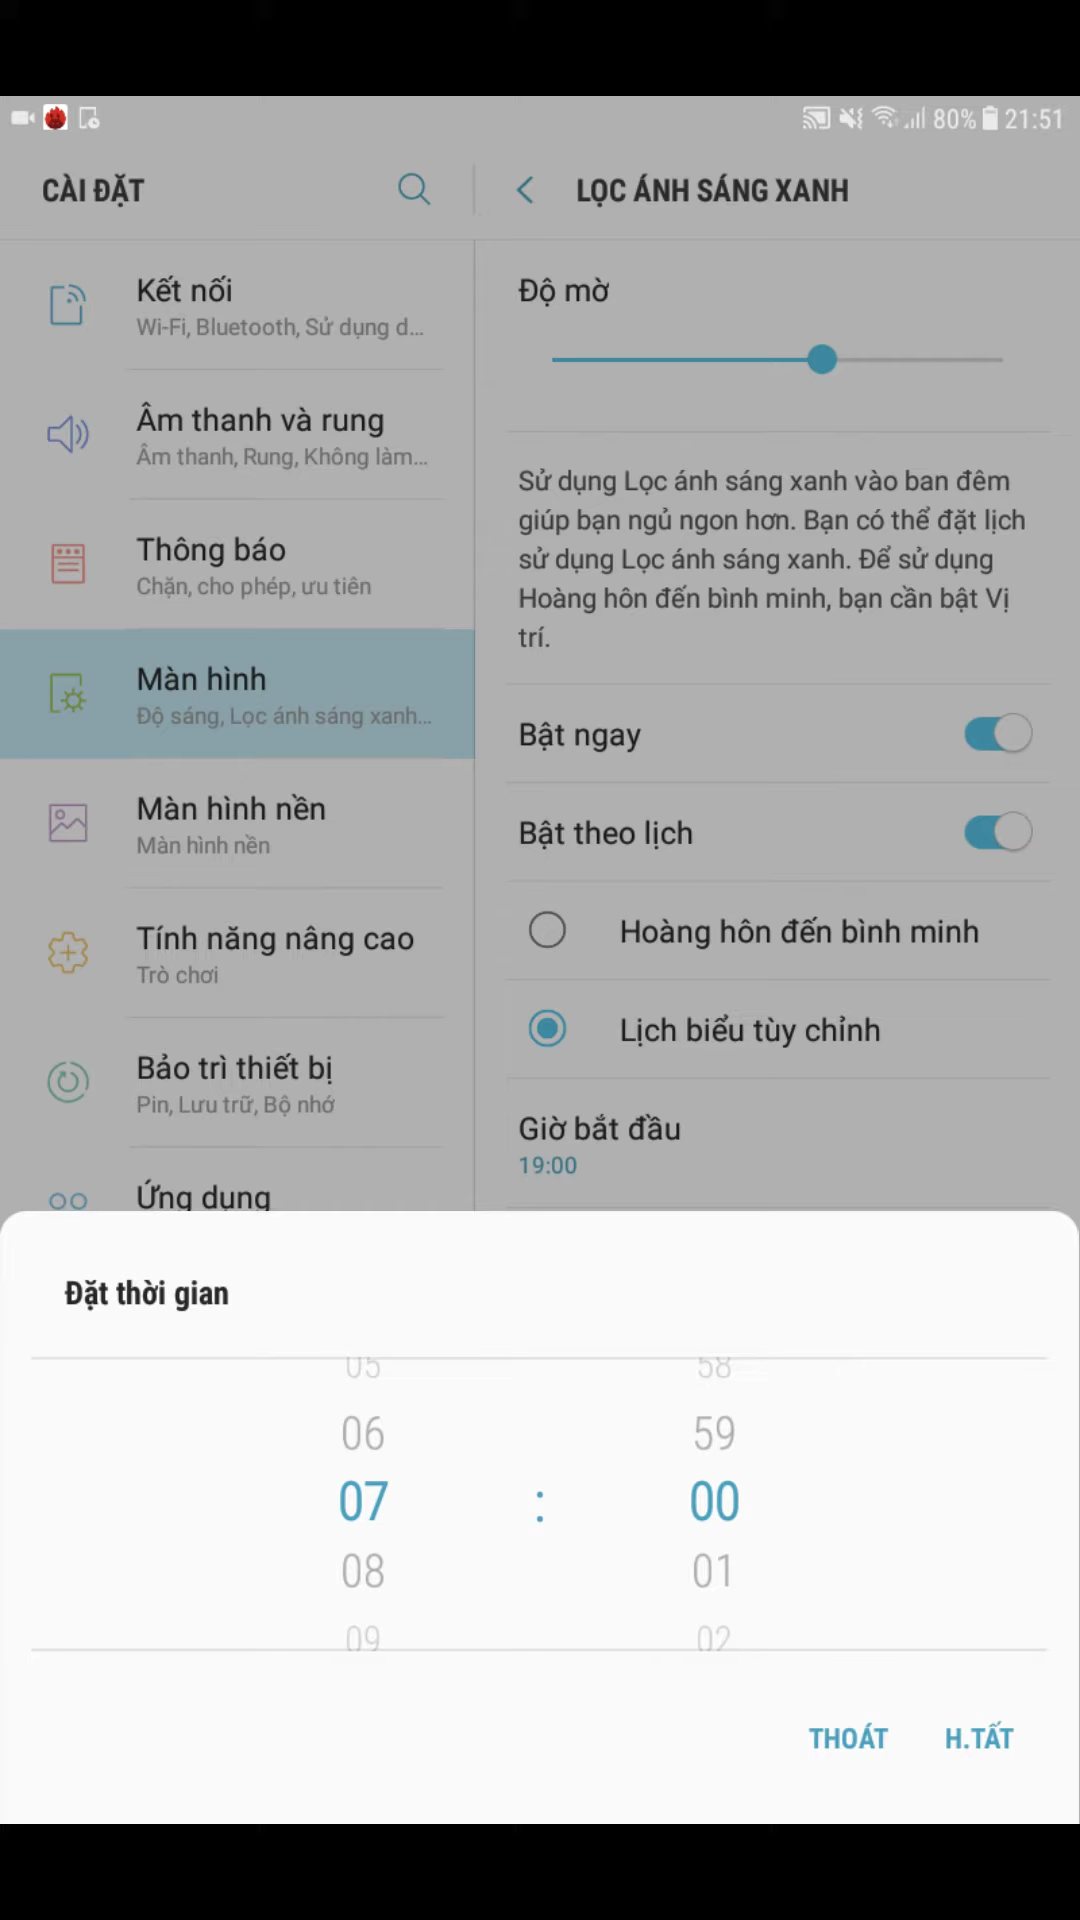 80% 21:51
CÀI ĐẶT
LỌC ÁNH SÁNG XANH
Kết nối
Wi-Fi, Bluetooth, Sử dụng d...
Âm thanh và rung
Âm thanh, Rung, Không làm...
Thông báo
Chặn, cho phép, ưu tiên
Màn hình
Độ sáng, Lọc ánh sáng xanh...
Màn hình nền
Màn hình nền
Tính năng nâng cao
Trò chơi
Bảo trì thiết bị
Pin, Lưu trữ, Bộ nhớ
Ứng dụng
Độ mờ
Sử dụng Lọc ánh sáng xanh vào ban đêm
giúp bạn ngủ ngon hơn. Bạn có thể đặt lịch
sử dụng Lọc ánh sáng xanh. Để sử dụng
Hoàng hôn đến bình minh, bạn cần bật Vị
trí.
Bật ngay
Bật theo lịch
Hoàng hôn đến bình minh
Lịch biểu tùy chỉnh
Giờ bắt đầu
19:00
Đặt thời gian
05 58
06 59
07 : 00
08 01
09 02
THOÁT H.TẤT